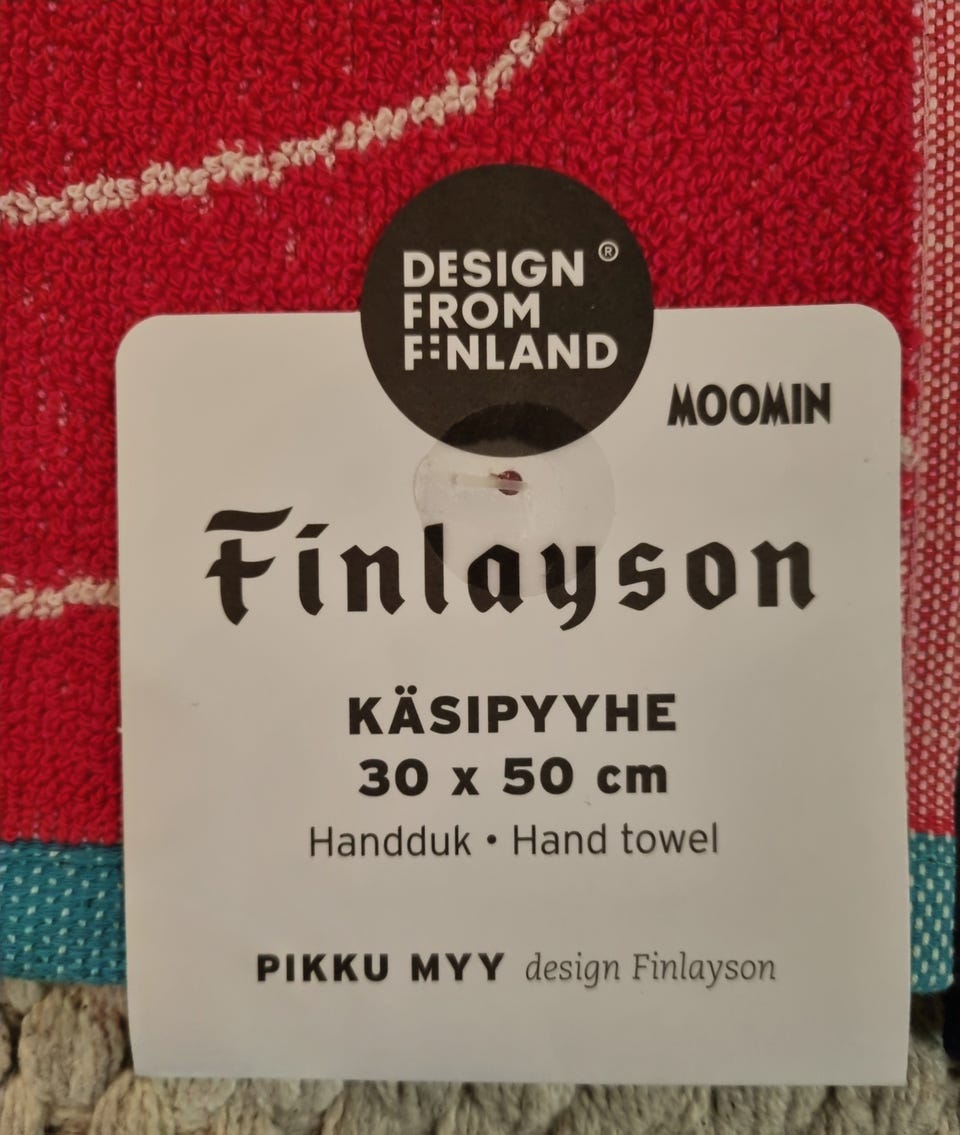 DESIGN ®
FROM
FINLAND
MOOMIN
Finlayson
KÄSIPYYHE
30 x 50 cm
Handduk • Hand towel
PIKKU MYY design Finlayson